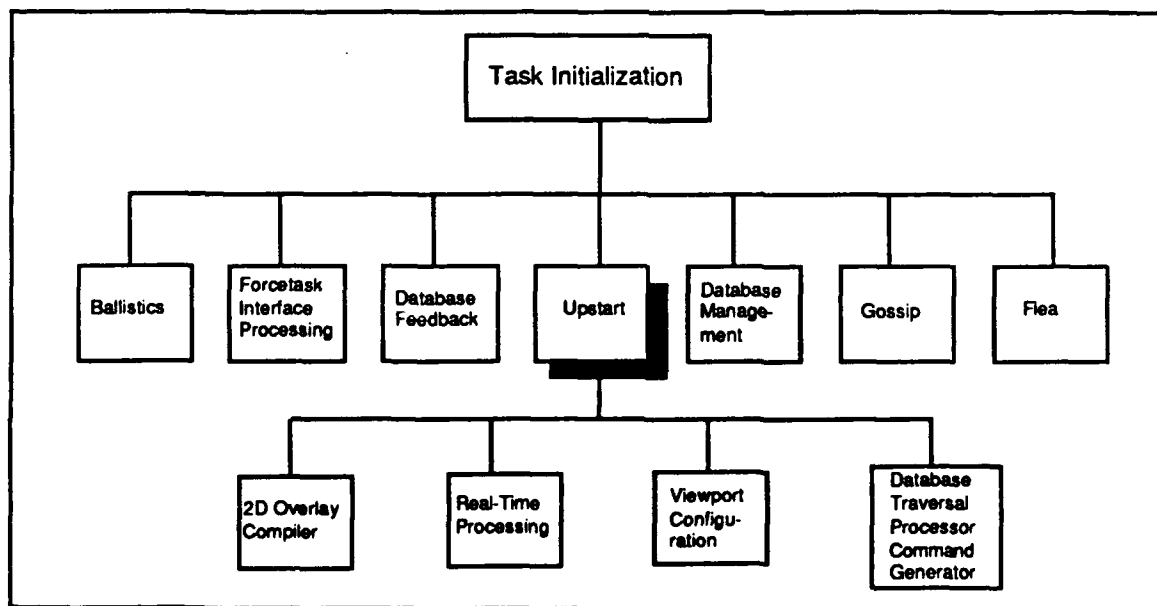 Task Initialization
Ballistics
Forcetask
Interface
Processing
Database
Feedback
Upstart
Database
Manage-
ment
Gossip
Flea
2D Overlay
Compiler
Real-Time
Processing
Viewport
Configu-
ration
Database
Traversal
Processor
Command
Generator